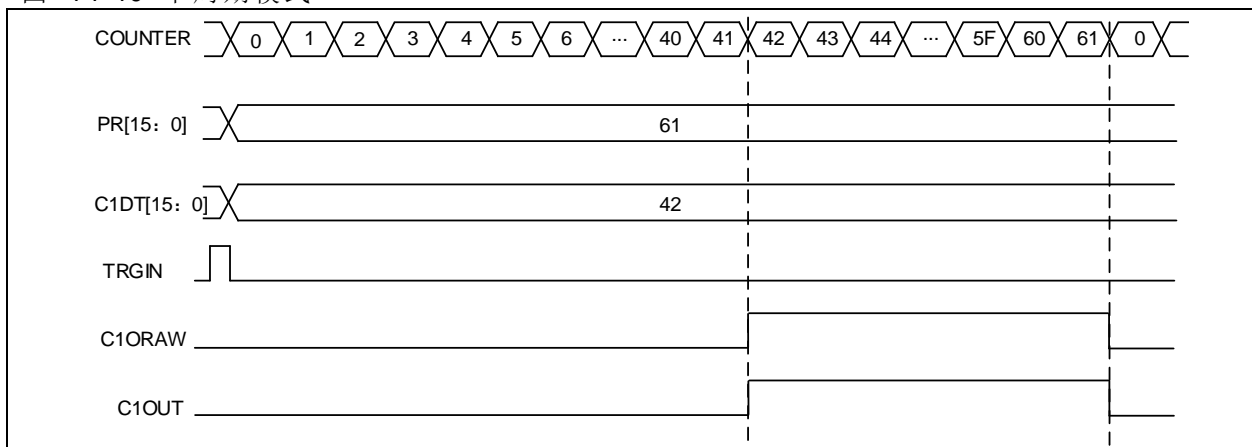 COUNTER 0 1 2 3 4 5 6 ... 40 41 42 43 44 ... 5F 60 61 0
PR[15：0] 61
C1DT[15：0] 42
TRGIN
C1ORAW
C1OUT